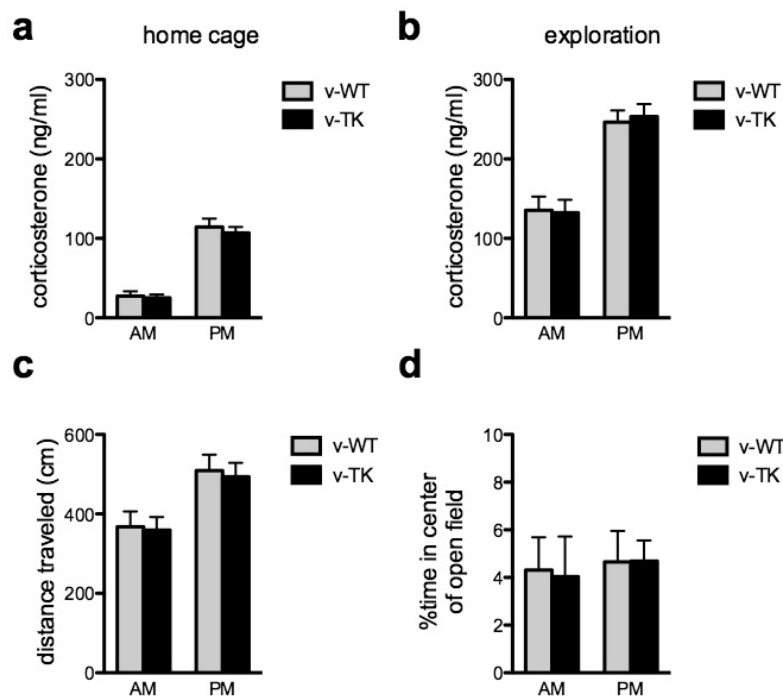 a
home cage
300
200
100
0
corticosterone (ng/ml)
v-WT
v-TK
AM
PM
b
exploration
300
200
100
0
corticosterone (ng/ml)
v-WT
v-TK
AM
PM
c
600
400
200
0
distance traveled (cm)
v-WT
v-TK
AM
PM
d
10
8
6
4
2
0
%time in center
of open field
v-WT
v-TK
AM
PM